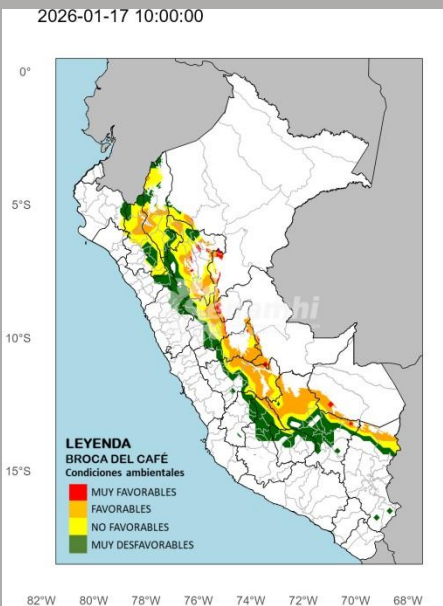 2026-01-17 10:00:00
0°
5°S
10°S
15°S
senamhi
LEYENDA
BROCA DEL CAFÉ
Condiciones ambientales
MUY FAVORABLES
FAVORABLES
NO FAVORABLES
MUY DESFAVORABLES
82°W 80°W 78°W 76°W 74°W 72°W 70°W 68°W